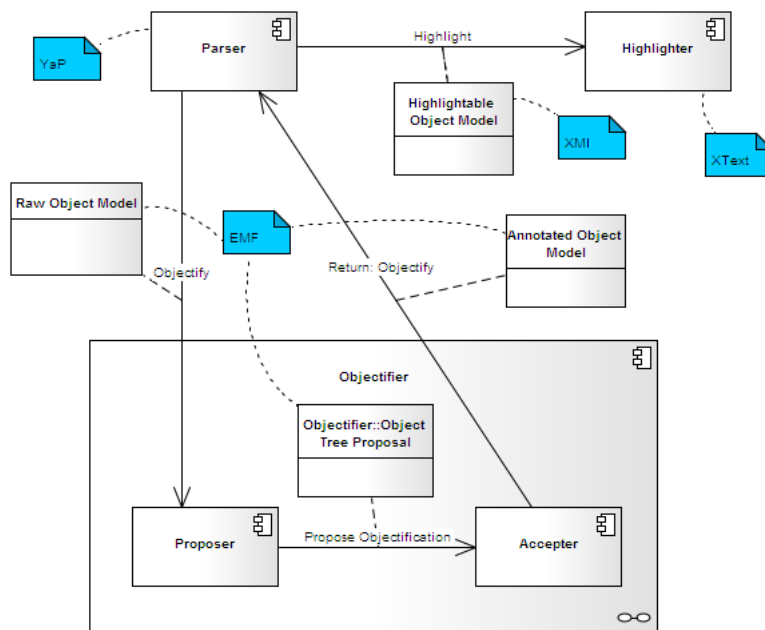 Parser
Highlight
Highlighter
YaP
Highlightable
Object Model
XMI
XText
Raw Object Model
EMF
Annotated Object
Model
Objectify
Return: Objectify
Objectifier
Objectifier::Object
Tree Proposal
Proposer
Propose Objectification
Accepter